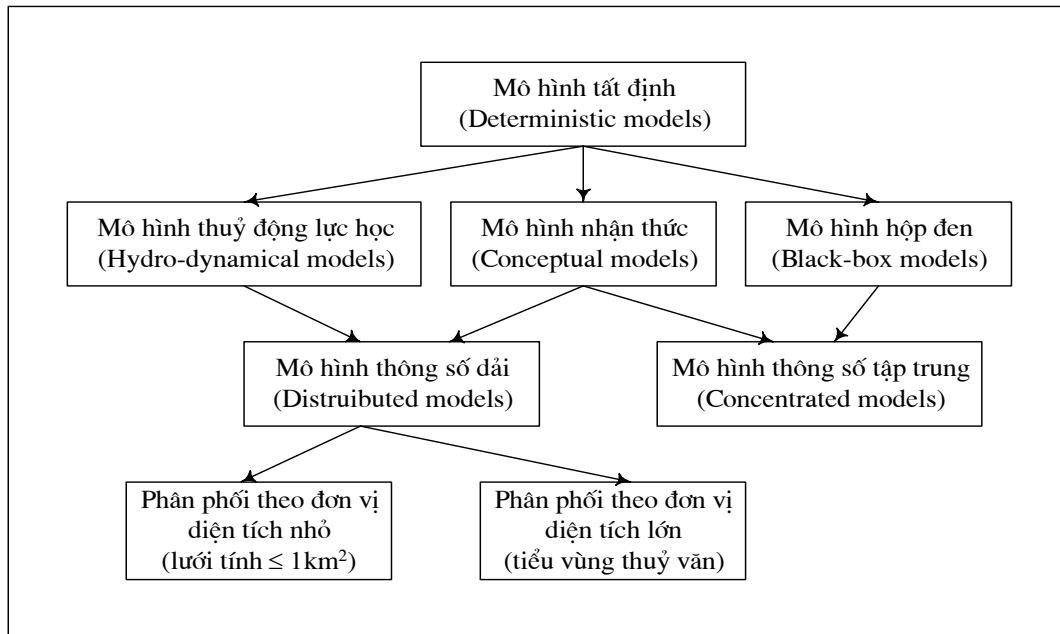 Mô hình tất định
(Deterministic models)
Mô hình thuỷ động lực học
(Hydro-dynamical models)
Mô hình nhận thức
(Conceptual models)
Mô hình hộp đen
(Black-box models)
Mô hình thông số dải
(Distruibuted models)
Mô hình thông số tập trung
(Concentrated models)
Phân phối theo đơn vị
diện tích nhỏ
(lưới tính ≤ 1km²)
Phân phối theo đơn vị
diện tích lớn
(tiểu vùng thuỷ văn)